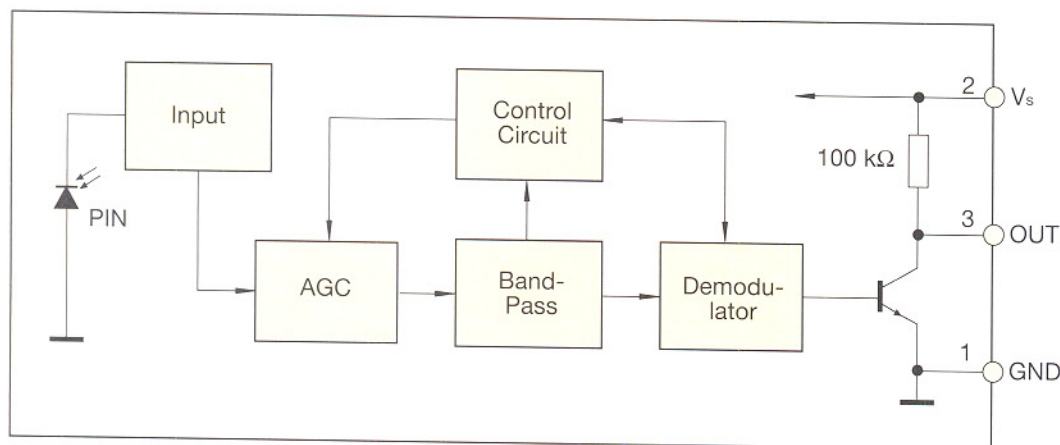 Input
Control
Circuit
2
Vs
100 kΩ
PIN
3
OUT
AGC
Band-
Pass
Demodu-
lator
1
GND